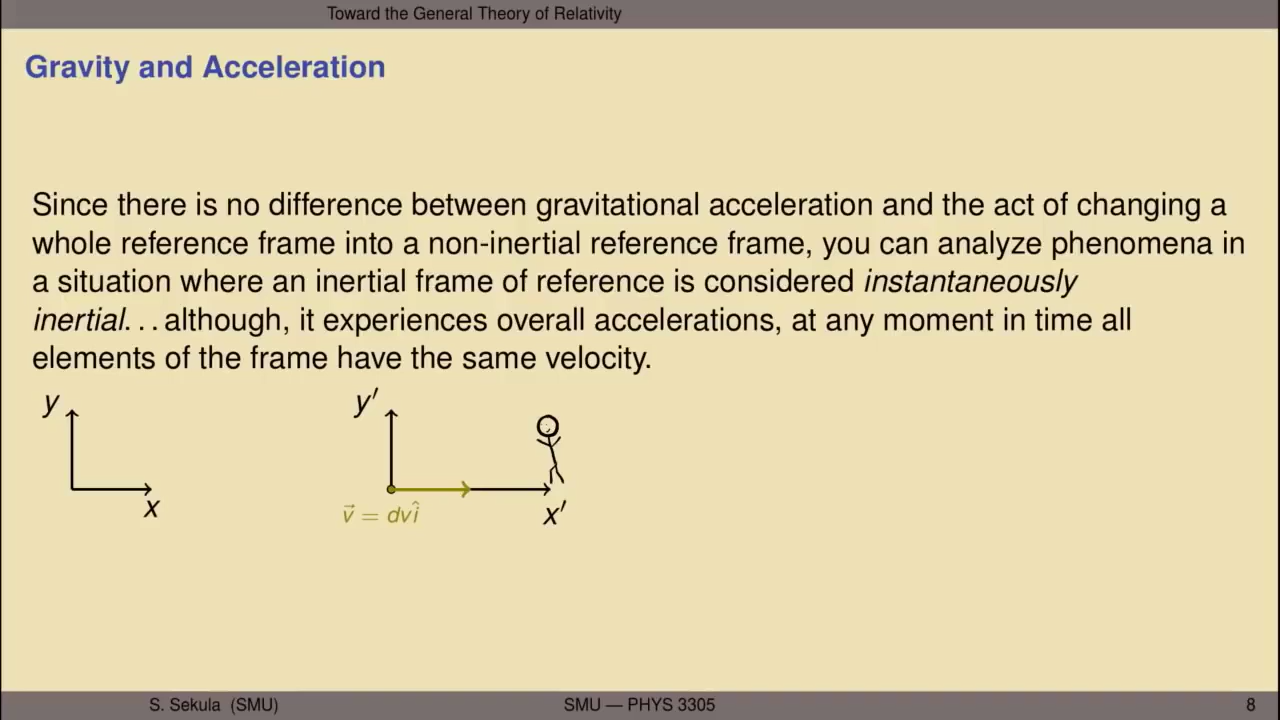 Toward the General Theory of Relativity
Gravity and Acceleration
Since there is no difference between gravitational acceleration and the act of changing a
whole reference frame into a non-inertial reference frame, you can analyze phenomena in
a situation where an inertial frame of reference is considered instantaneously
inertial... although, it experiences overall accelerations, at any moment in time all
elements of the frame have the same velocity.
y
x
y′
v⃗ = dvî
x′
S. Sekula (SMU)
SMU — PHYS 3305
8